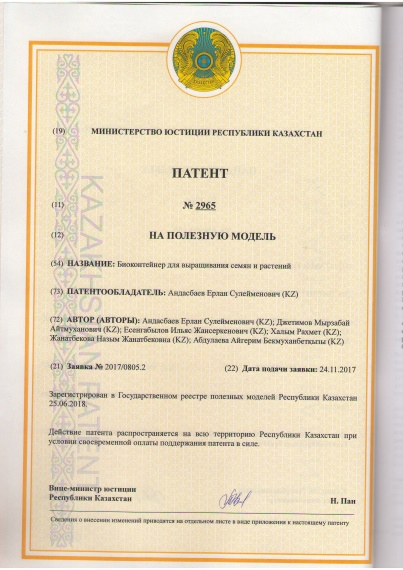 (19) МИНИСТЕРСТВО ЮСТИЦИИ РЕСПУБЛИКИ КАЗАХСТАН
ПАТЕНТ
(11) № 2965
(12) НА ПОЛЕЗНУЮ МОДЕЛЬ
(54) НАЗВАНИЕ: Биоконтейнер для выращивания семян и растений
(73) ПАТЕНТООБЛАДАТЕЛЬ: Андасбаев Ерлан Сулейменович (KZ)
(72) АВТОР (АВТОРЫ): Андасбаев Ерлан Сулейменович (KZ); Джетимов Мырзабай
Айтмуханович (KZ); Есенгабылов Ильяс Жансеркенович (KZ); Халым Рахмет (KZ);
Жанатбекова Назым Жанатбековна (KZ); Абдулаева Айгерим Бекмуханбетқызы (KZ)
(21) Заявка № 2017/0805.2 (22) Дата подачи заявки: 24.11.2017
Зарегистрирован в Государственном реестре полезных моделей Республики Казахстан
25.06.2018.
Действие патента распространяется на всю территорию Республики Казахстан при
условии своевременной оплаты поддержания патента в силе.
Вице-министр юстиции
Республики Казахстан Н. Пан
Сведения о внесении изменений приводятся на отдельном листе в виде приложения к настоящему патенту
KAZAKHSTAN PATENT